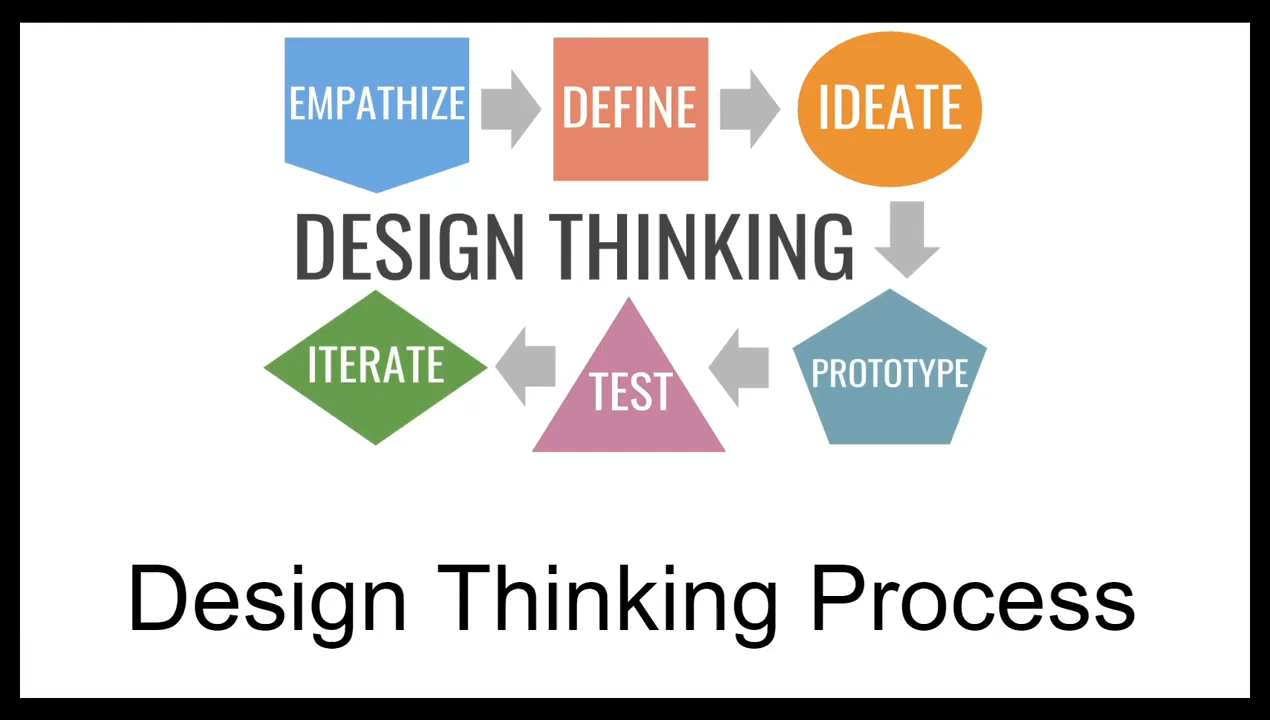 EMPATHIZE DEFINE IDEATE
DESIGN THINKING
ITERATE TEST PROTOTYPE
Design Thinking Process